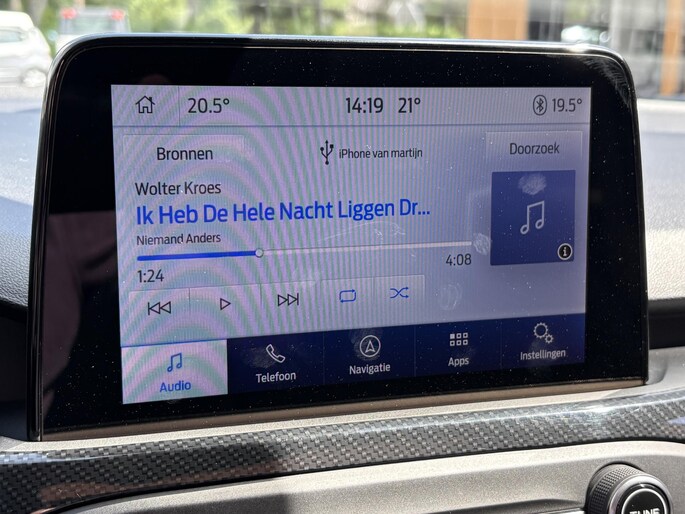 20.5° 14:19 21° 19.5°
Bronnen iPhone van martijn Doorzoek
Wolter Kroes
Ik Heb De Hele Nacht Liggen Dr...
Niemand Anders
1:24 4:08
Audio Telefoon Navigatie Apps Instellingen
TUNE